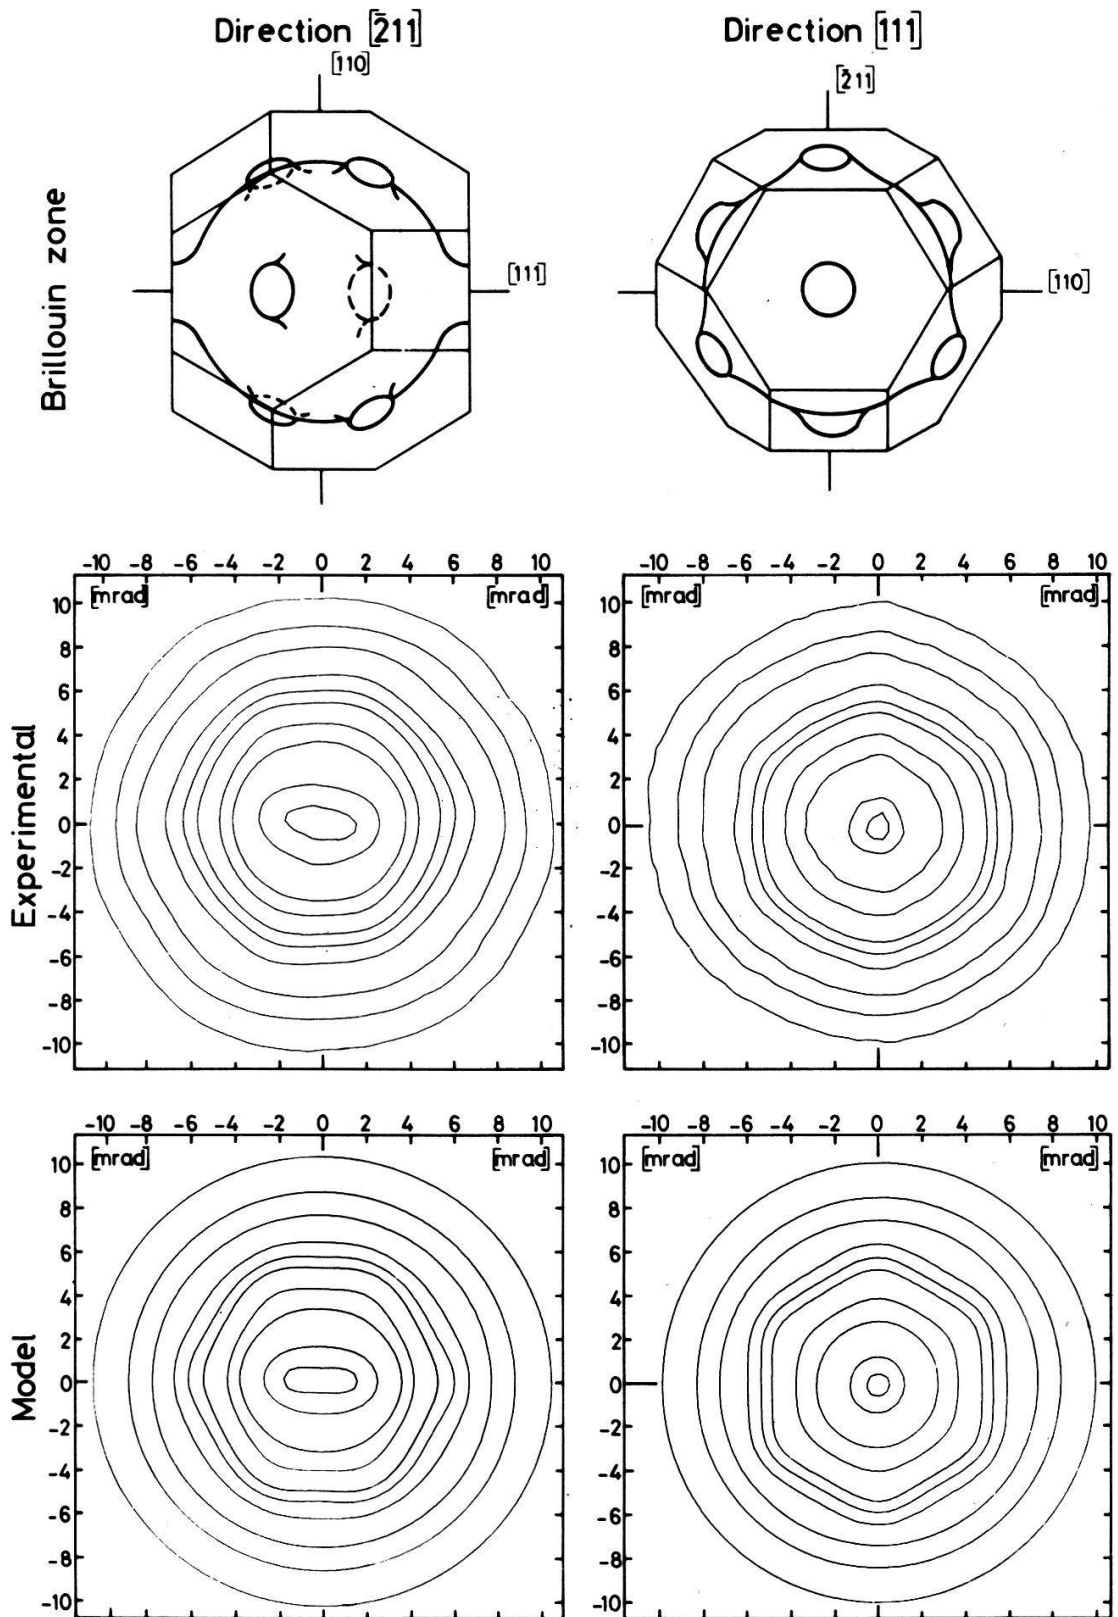 Direction [2̄11]
Direction [111]
[110]
[2̄11]
Brillouin zone
[111]
[110]
-10 -8 -6 -4 -2 0 2 4 6 8 10
-10 -8 -6 -4 -2 0 2 4 6 8 10
[mrad]
[mrad]
[mrad]
[mrad]
Experimental
10
8
6
4
2
0
-2
-4
-6
-8
-10
10
8
6
4
2
0
-2
-4
-6
-8
-10
-10 -8 -6 -4 -2 0 2 4 6 8 10
-10 -8 -6 -4 -2 0 2 4 6 8 10
[mrad]
[mrad]
[mrad]
[mrad]
Model
10
8
6
4
2
0
-2
-4
-6
-8
-10
10
8
6
4
2
0
-2
-4
-6
-8
-10